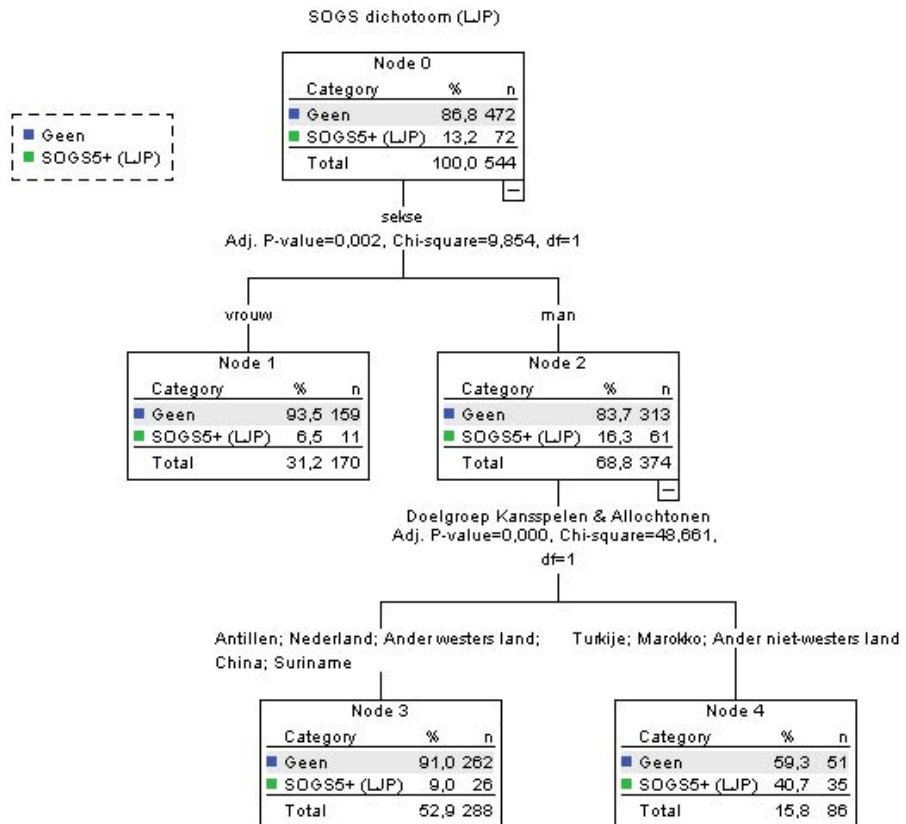 SOGS dichotoom (LJP)
Geen
SOGS5+ (LJP)
Node 0
Category % n
Geen 86,8 472
SOGS5+ (LJP) 13,2 72
Total 100,0 544
sekse
Adj. P-value=0,002, Chi-square=9,854, df=1
vrouw
man
Node 1
Category % n
Geen 93,5 159
SOGS5+ (LJP) 6,5 11
Total 31,2 170
Node 2
Category % n
Geen 83,7 313
SOGS5+ (LJP) 16,3 61
Total 68,8 374
Doelgroep Kansspelen & Allochtonen
Adj. P-value=0,000, Chi-square=48,661,
df=1
Antillen; Nederland; Ander westers land;
China; Suriname
Turkije; Marokko; Ander niet-westers land
Node 3
Category % n
Geen 91,0 262
SOGS5+ (LJP) 9,0 26
Total 52,9 288
Node 4
Category % n
Geen 59,3 51
SOGS5+ (LJP) 40,7 35
Total 15,8 86